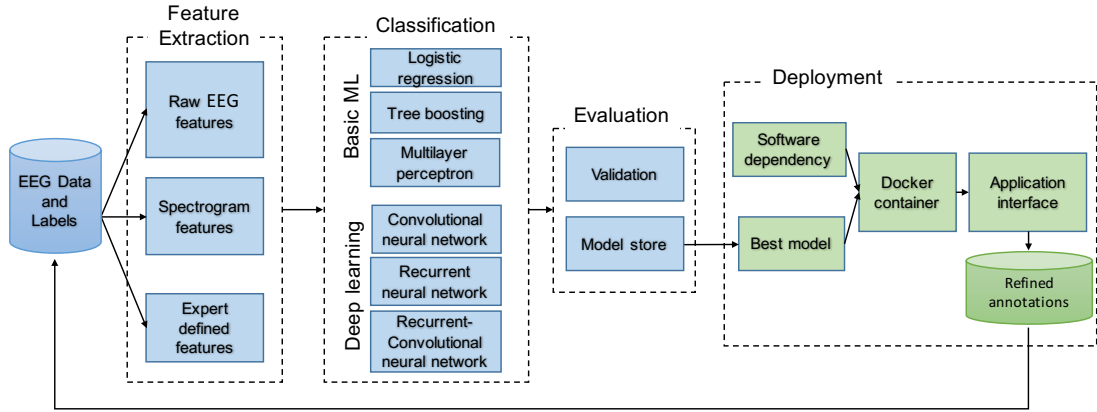 Feature
Extraction
Raw EEG
features
Spectrogram
features
Expert
defined
features
EEG Data
and
Labels
Classification
Basic ML
Logistic
regression
Tree boosting
Multilayer
perceptron
Deep learning
Convolutional
neural network
Recurrent
neural network
Recurrent-
Convolutional
neural network
Evaluation
Validation
Model store
Deployment
Software
dependency
Best model
Docker
container
Application
interface
Refined
annotations